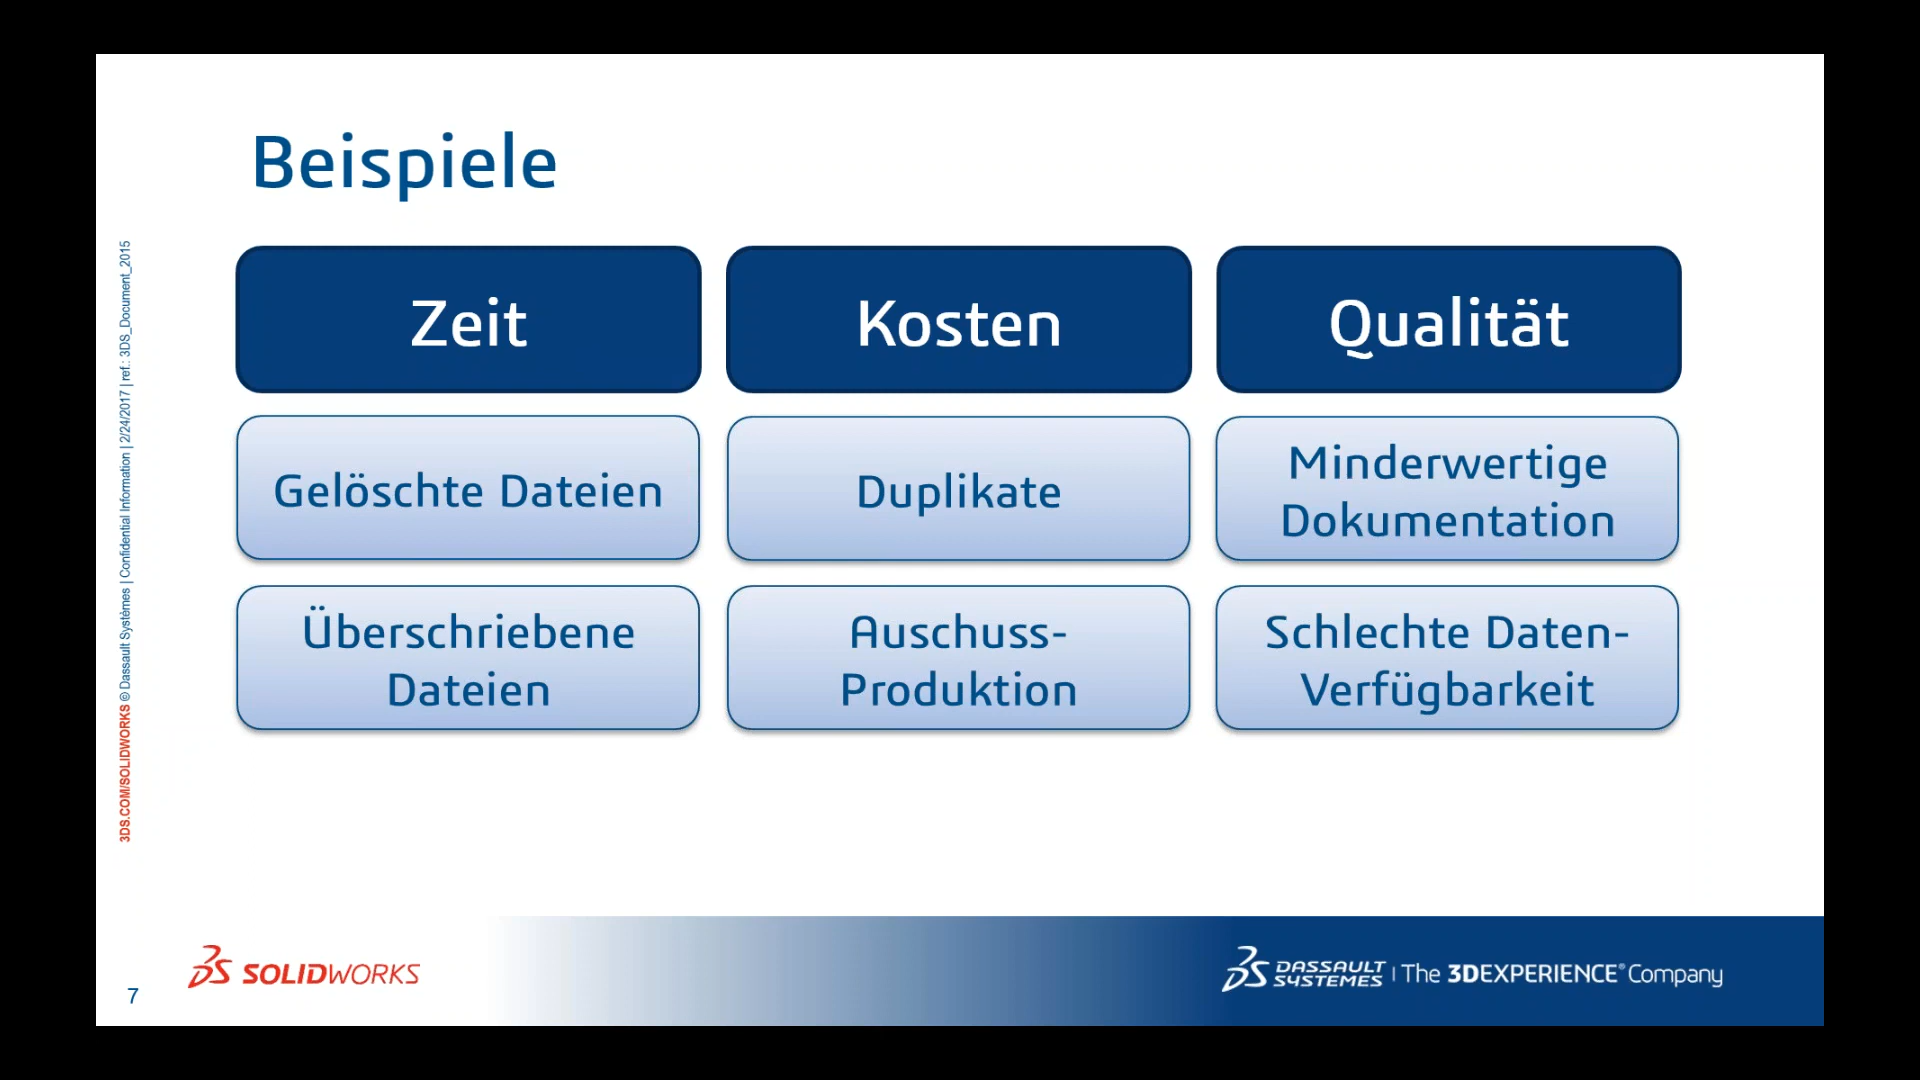 Beispiele
Zeit
Kosten
Qualität
Gelöschte Dateien
Duplikate
Minderwertige
Dokumentation
Überschriebene
Dateien
Auschuss-
Produktion
Schlechte Daten-
Verfügbarkeit
3DS.COM/SOLIDWORKS © Dassault Systèmes | Confidential Information | 2/24/2017 | ref.: 3DS_Document_2015
7
SOLIDWORKS
DASSAULT SYSTEMES | The 3DEXPERIENCE® Company